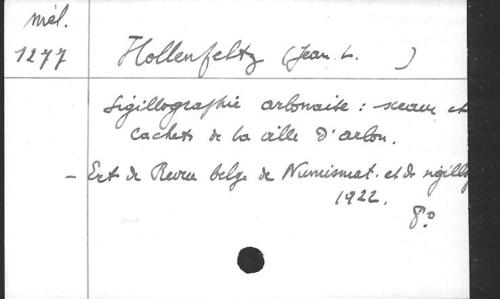 mél.
1277
Hollenfeltz (Jean L. )
Sigillographie arlonaise : sceaux et
cachets de la ville d'Arlon.
- Ext de Revue belge de Numismat. et de sigillo
1922.
8°